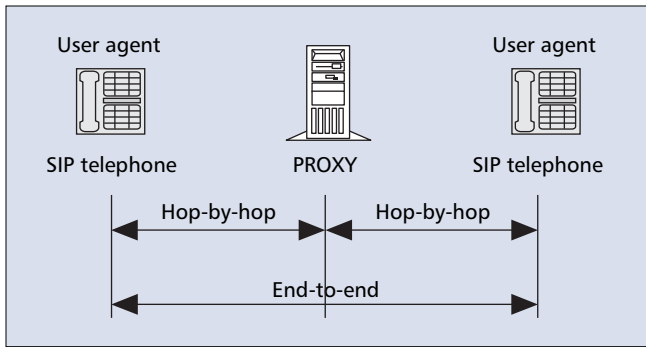 User agent
User agent
SIP telephone
PROXY
SIP telephone
Hop-by-hop
Hop-by-hop
End-to-end